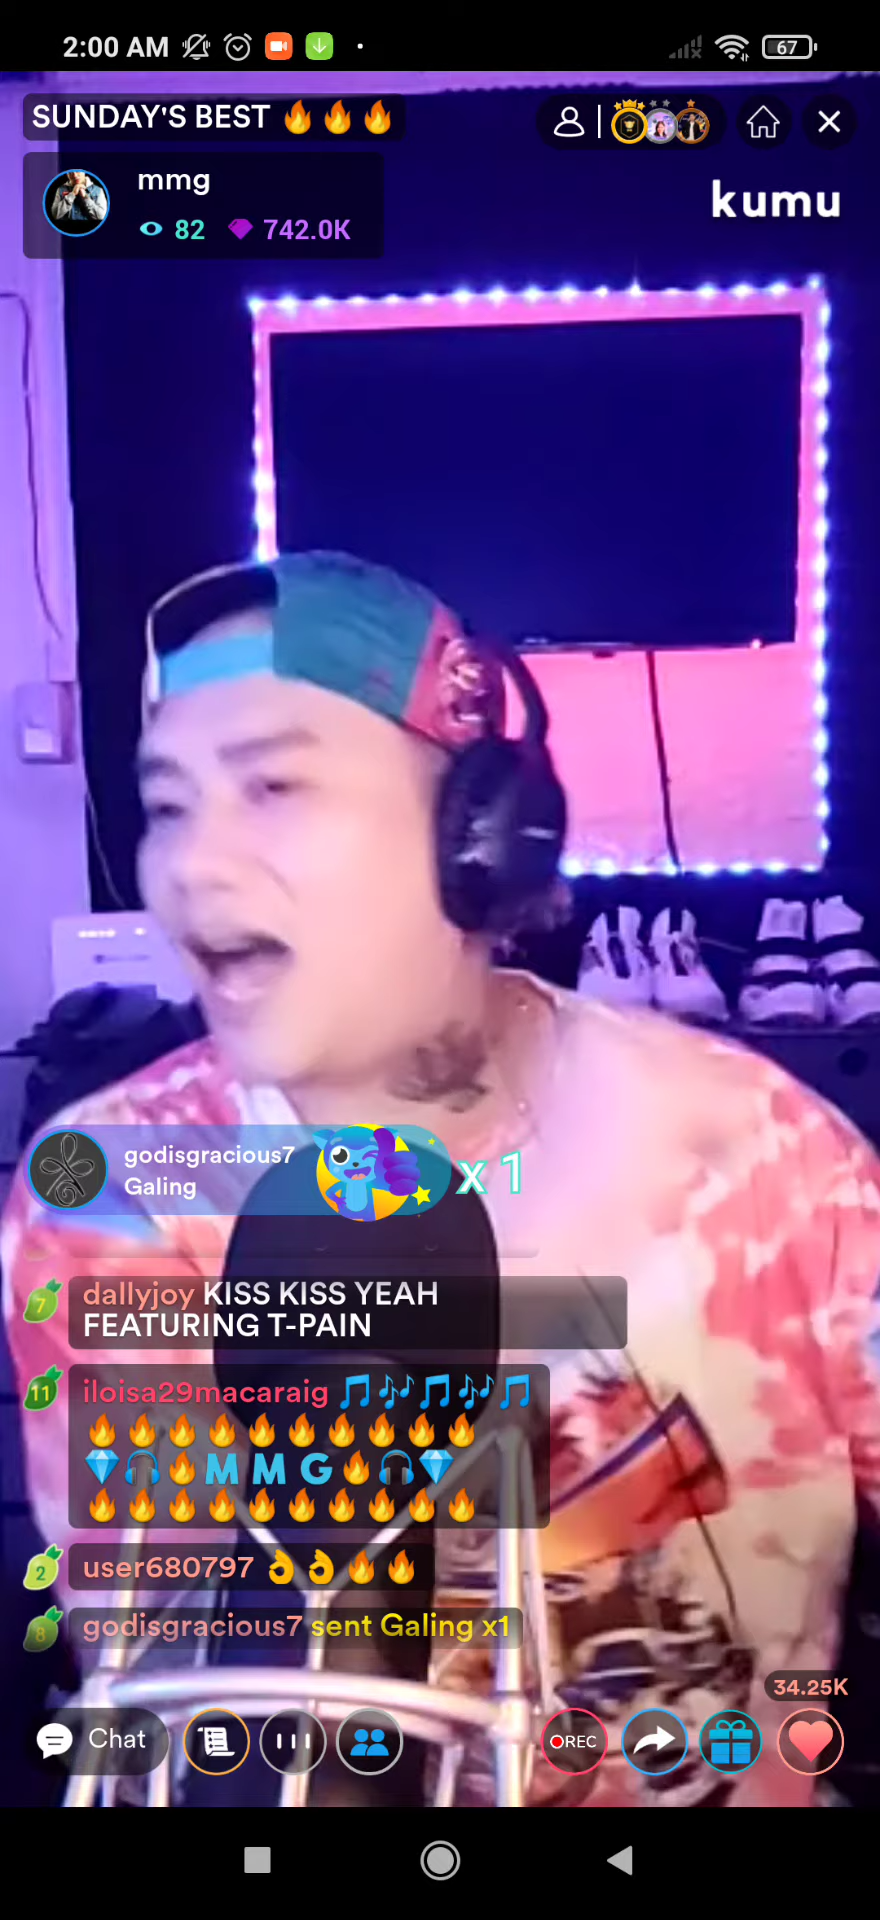 2:00 AM
67
SUNDAY'S BEST 🔥🔥🔥
mmg
82 742.0K
kumu
godisgracious7
Galing
x 1
7
dallyjoy KISS KISS YEAH
FEATURING T-PAIN
11
iloisa29macaraig 🎵🎶🎵🎶🎵
🔥🔥🔥🔥🔥🔥🔥🔥🔥🔥
💎🎧🔥M M G🔥🎧💎
🔥🔥🔥🔥🔥🔥🔥🔥🔥🔥
2
user680797 👌👌🔥🔥
8
godisgracious7 sent Galing x1
34.25K
Chat
REC